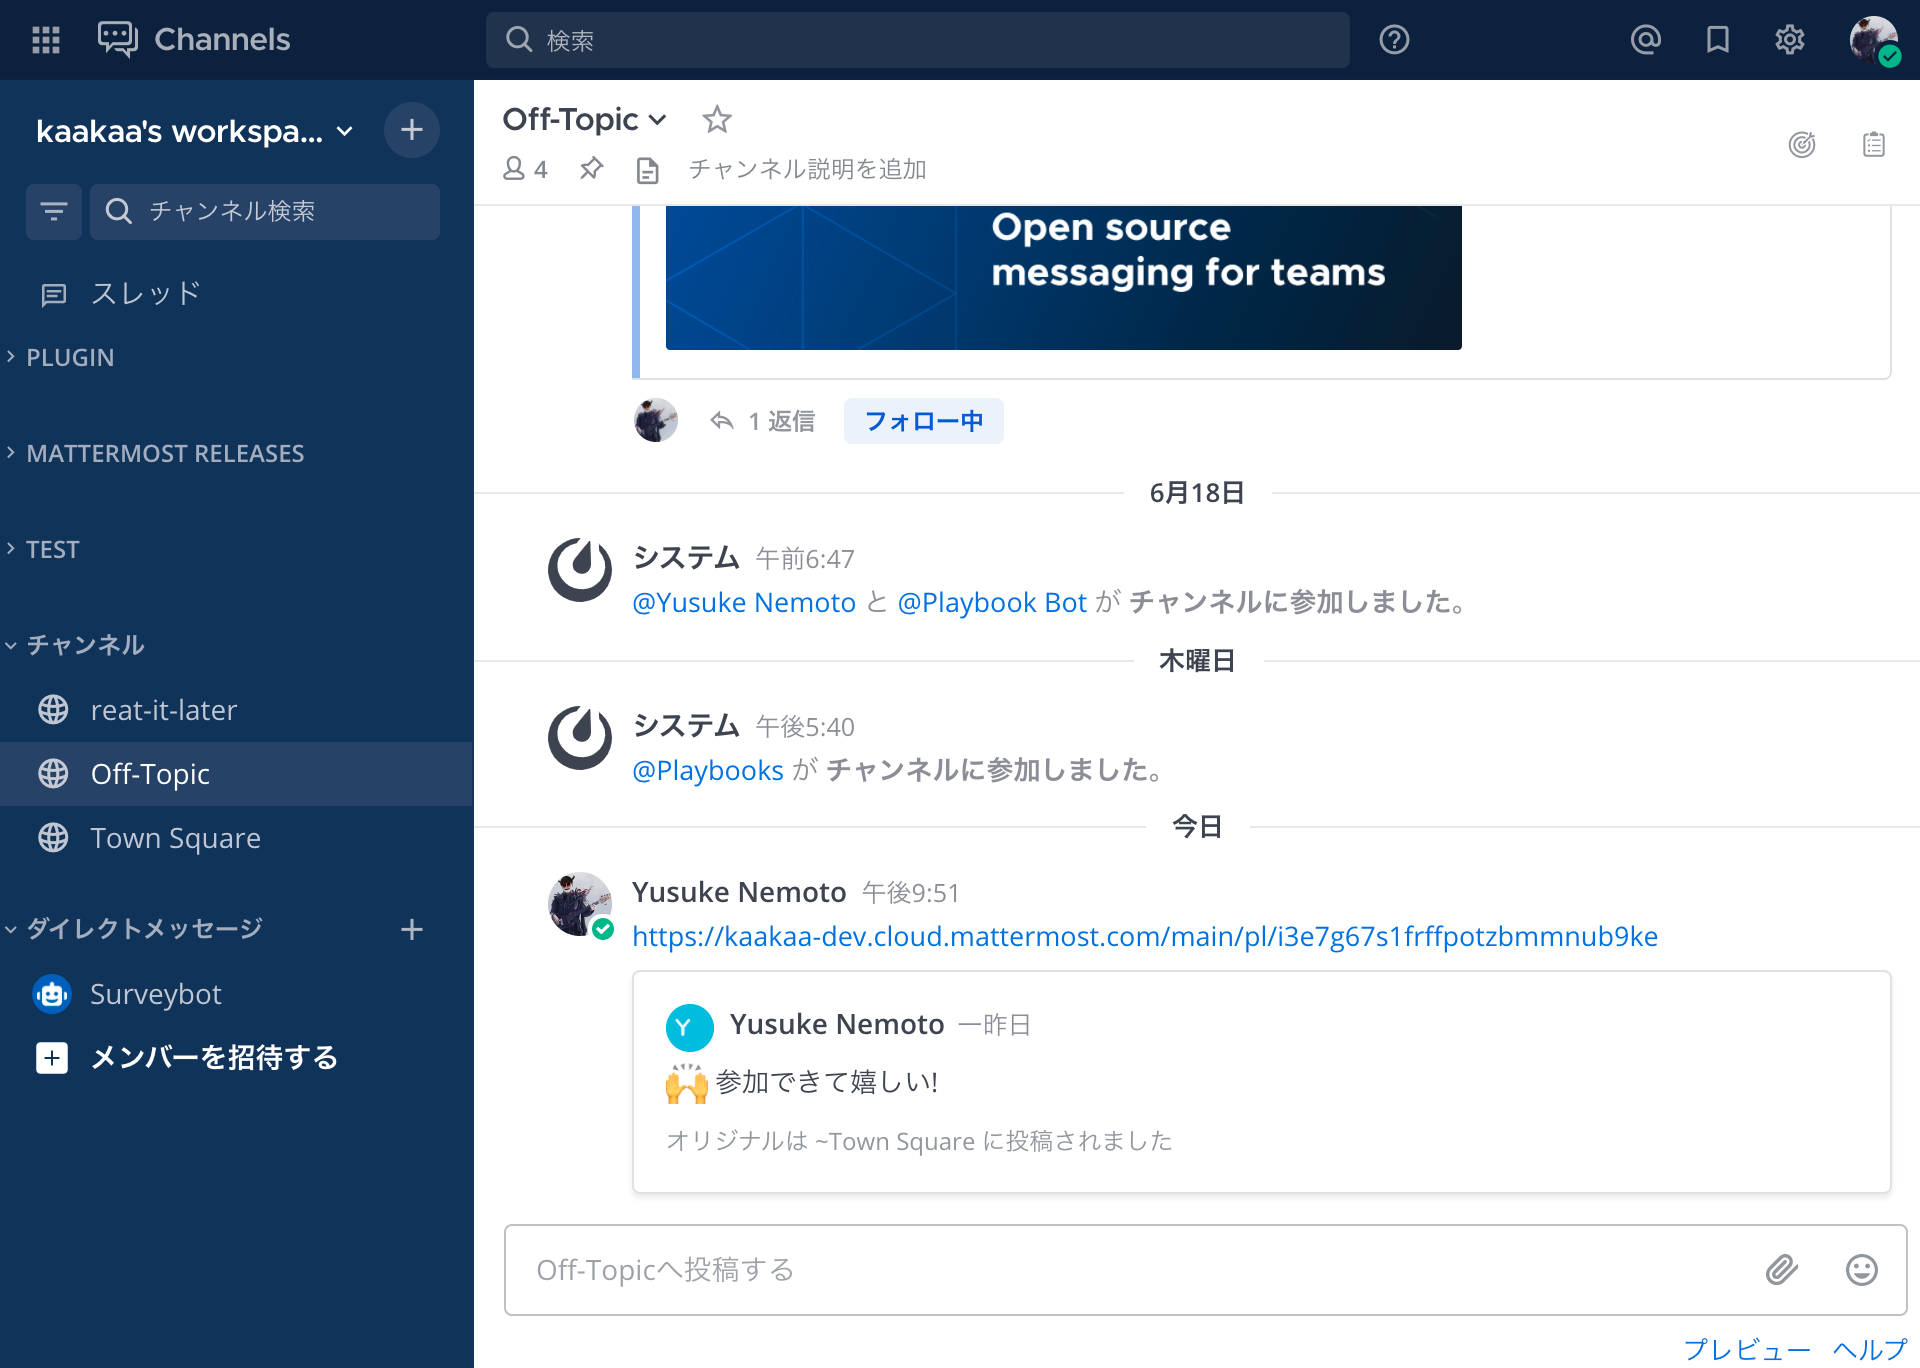 Channels
検索
kaakaa's workspa...
チャンネル検索
スレッド
PLUGIN
MATTERMOST RELEASES
TEST
チャンネル
reat-it-later
Off-Topic
Town Square
ダイレクトメッセージ
Surveybot
メンバーを招待する
Off-Topic
4
チャンネル説明を追加
Open source
messaging for teams
1 返信
フォロー中
6月18日
システム 午前6:47
@Yusuke Nemoto と @Playbook Bot が チャンネルに参加しました。
木曜日
システム 午後5:40
@Playbooks が チャンネルに参加しました。
今日
Yusuke Nemoto 午後9:51
https://kaakaa-dev.cloud.mattermost.com/main/pl/i3e7g67s1frffpotzbmmnub9ke
Y
Yusuke Nemoto 一昨日
🙌 参加できて嬉しい!
オリジナルは ~Town Square に投稿されました
Off-Topicへ投稿する
プレビュー ヘルプ